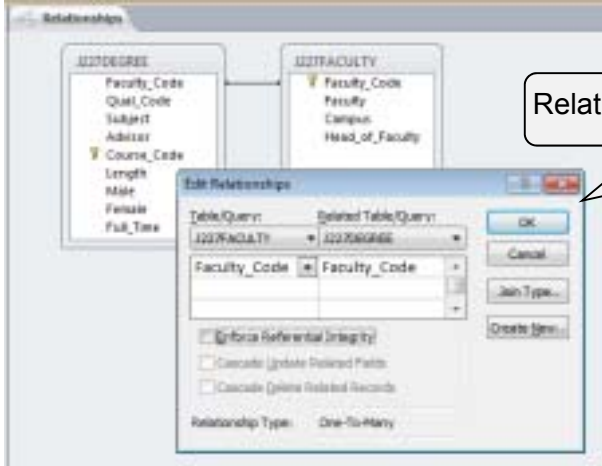 Relationships
J227DEGREE
Faculty_Code
Qual_Code
Subject
Advisor
Course_Code
Length
Male
Female
Full_Time
J227FACULTY
Faculty_Code
Faculty
Campus
Head_of_Faculty
Relat
Edit Relationships
Table/Query: Related Table/Query:
J227FACULTY J227DEGREE
Faculty_Code Faculty_Code
Enforce Referential Integrity
Cascade Update Related Fields
Cascade Delete Related Records
Relationship Type: One-To-Many
OK
Cancel
Join Type...
Create New...